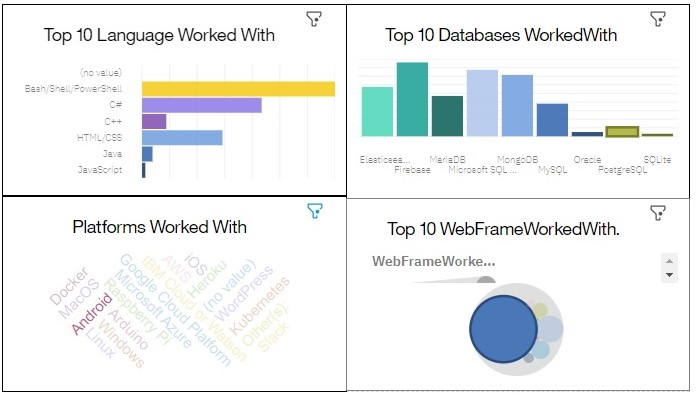 Top 10 Language Worked With
(no value)
Bash/Shell/PowerShell
C#
C++
HTML/CSS
Java
JavaScript
Top 10 Databases WorkedWith
Elasticsea... MariaDB MongoDB Oracle SQLite
Firebase Microsoft SQL ... MySQL PostgreSQL
Platforms Worked With
Docker
MacOS
Android
Linux
Windows
Arduino
Raspberry Pi
Microsoft Azure
Google Cloud Platform
IBM Cloud or Watson
AWS
iOS
Heroku
(no value)
WordPress
Kubernetes
Other(s):
Slack
Top 10 WebFrameWorkedWith.
WebFrameWorke...